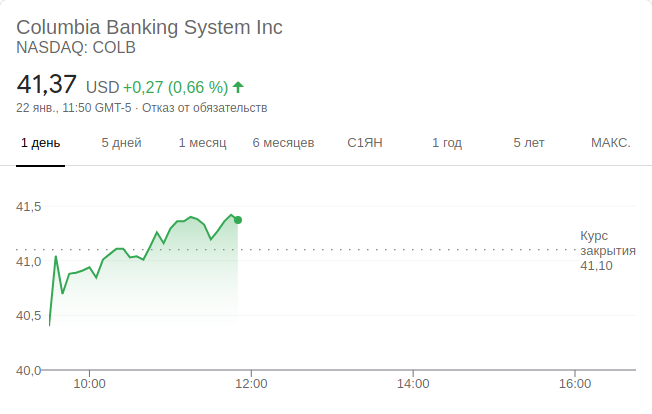 Columbia Banking System Inc
NASDAQ: COLB
41,37 USD +0,27 (0,66 %)
22 янв., 11:50 GMT-5 · Отказ от обязательств
1 день 5 дней 1 месяц 6 месяцев С1ЯН 1 год 5 лет МАКС.
41,5
Курс
закрытия
41,10
41,0
40,5
40,0
10:00 12:00 14:00 16:00